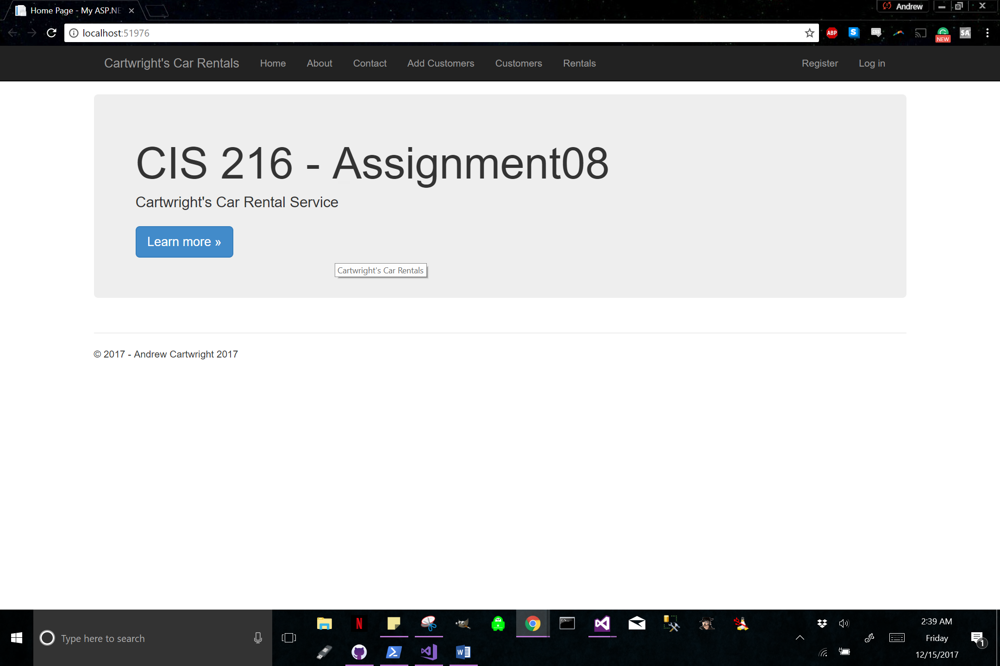 Home Page - My ASP.NE
Andrew
localhost:51976
ABP
S
CSS
NEW
SA
Cartwright's Car Rentals Home About Contact Add Customers Customers Rentals Register Log in
CIS 216 - Assignment08
Cartwright's Car Rental Service
Learn more »
Cartwright's Car Rentals
© 2017 - Andrew Cartwright 2017
Type here to search
N
C:\
W
2:39 AM
Friday
12/15/2017
1